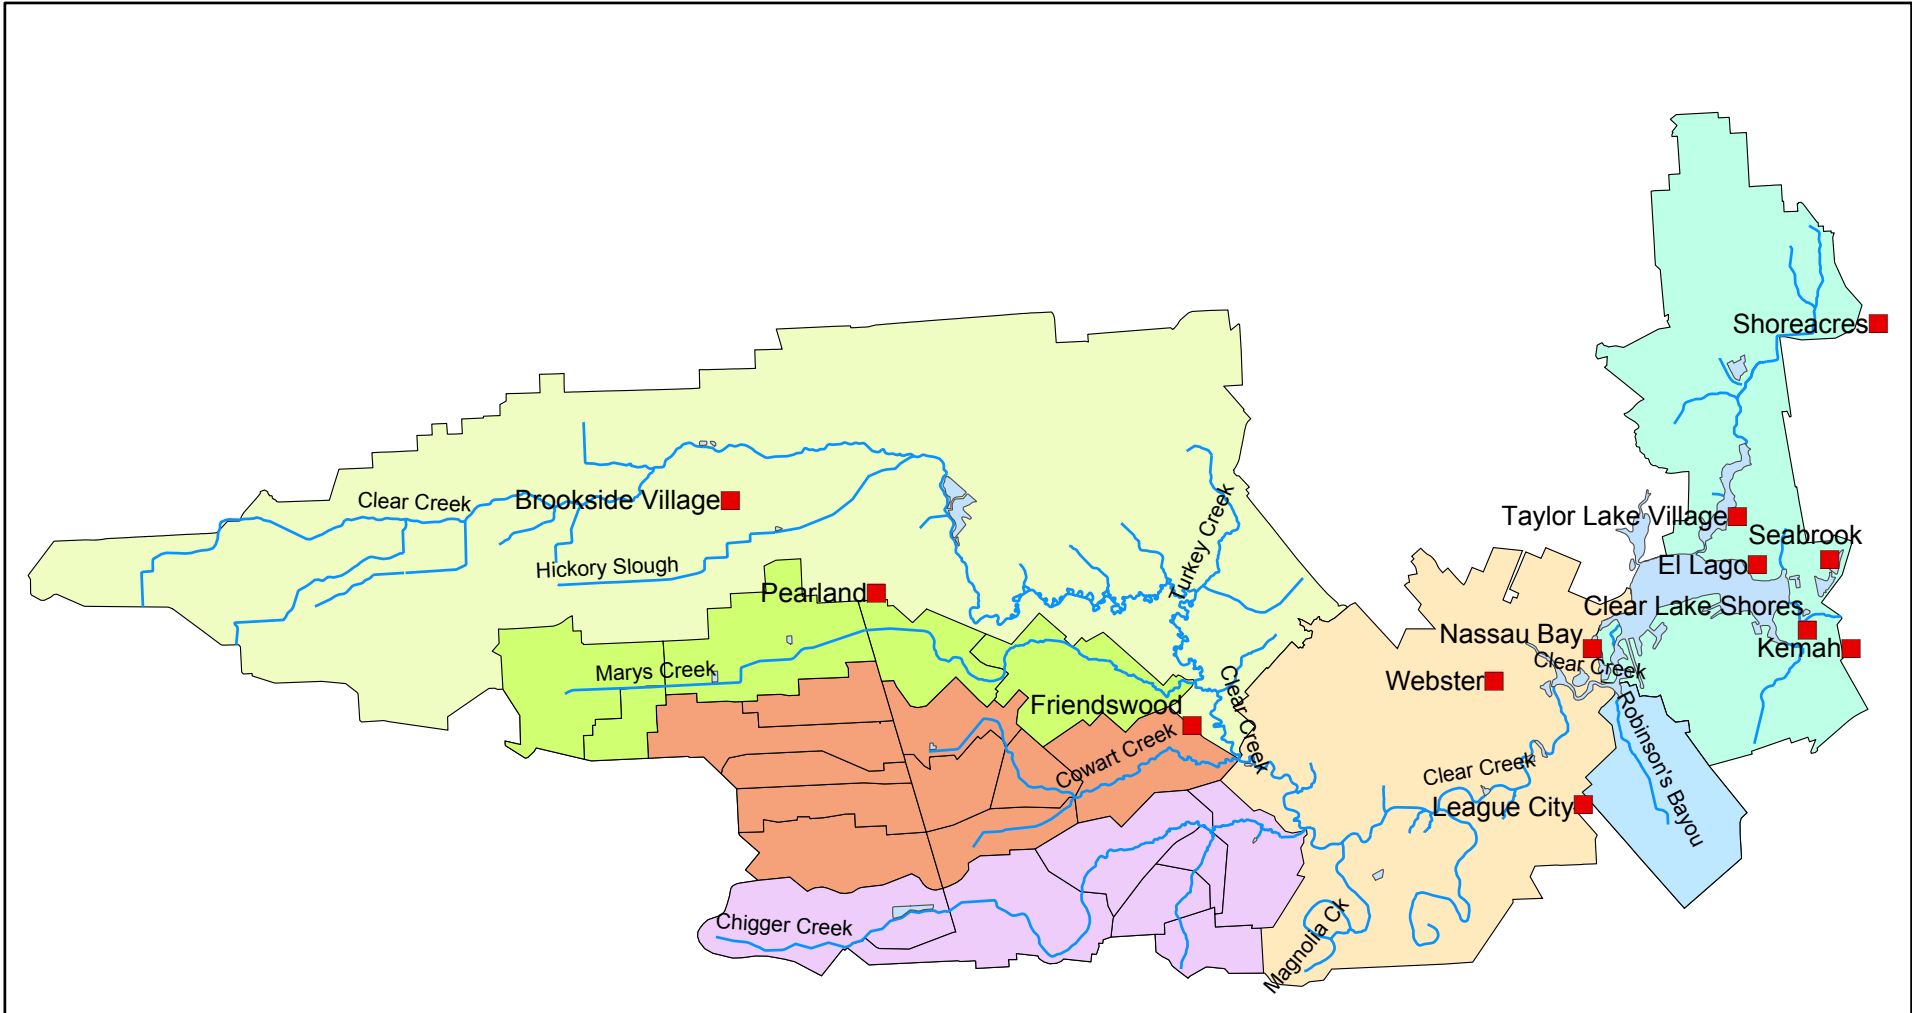 Shoreacres
Clear Creek
Brookside Village
Turkey Creek
Taylor Lake Village
Seabrook
Hickory Slough
El Lago
Pearland
Clear Lake Shores
Nassau Bay
Kemah
Clear Creek
Marys Creek
Webster
Clear Creek
Friendswood
Robinson's Bayou
Cowart Creek
Clear Creek
League City
Chigger Creek
Magnolia Ck